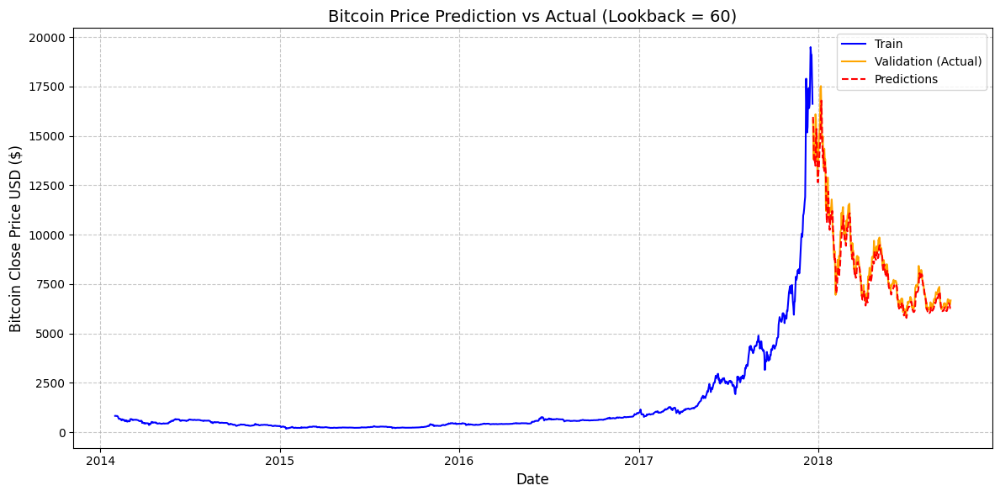 Bitcoin Price Prediction vs Actual (Lookback = 60)
Train
Validation (Actual)
Predictions
Bitcoin Close Price USD ($)
20000
17500
15000
12500
10000
7500
5000
2500
0
2014
2015
2016
2017
2018
Date